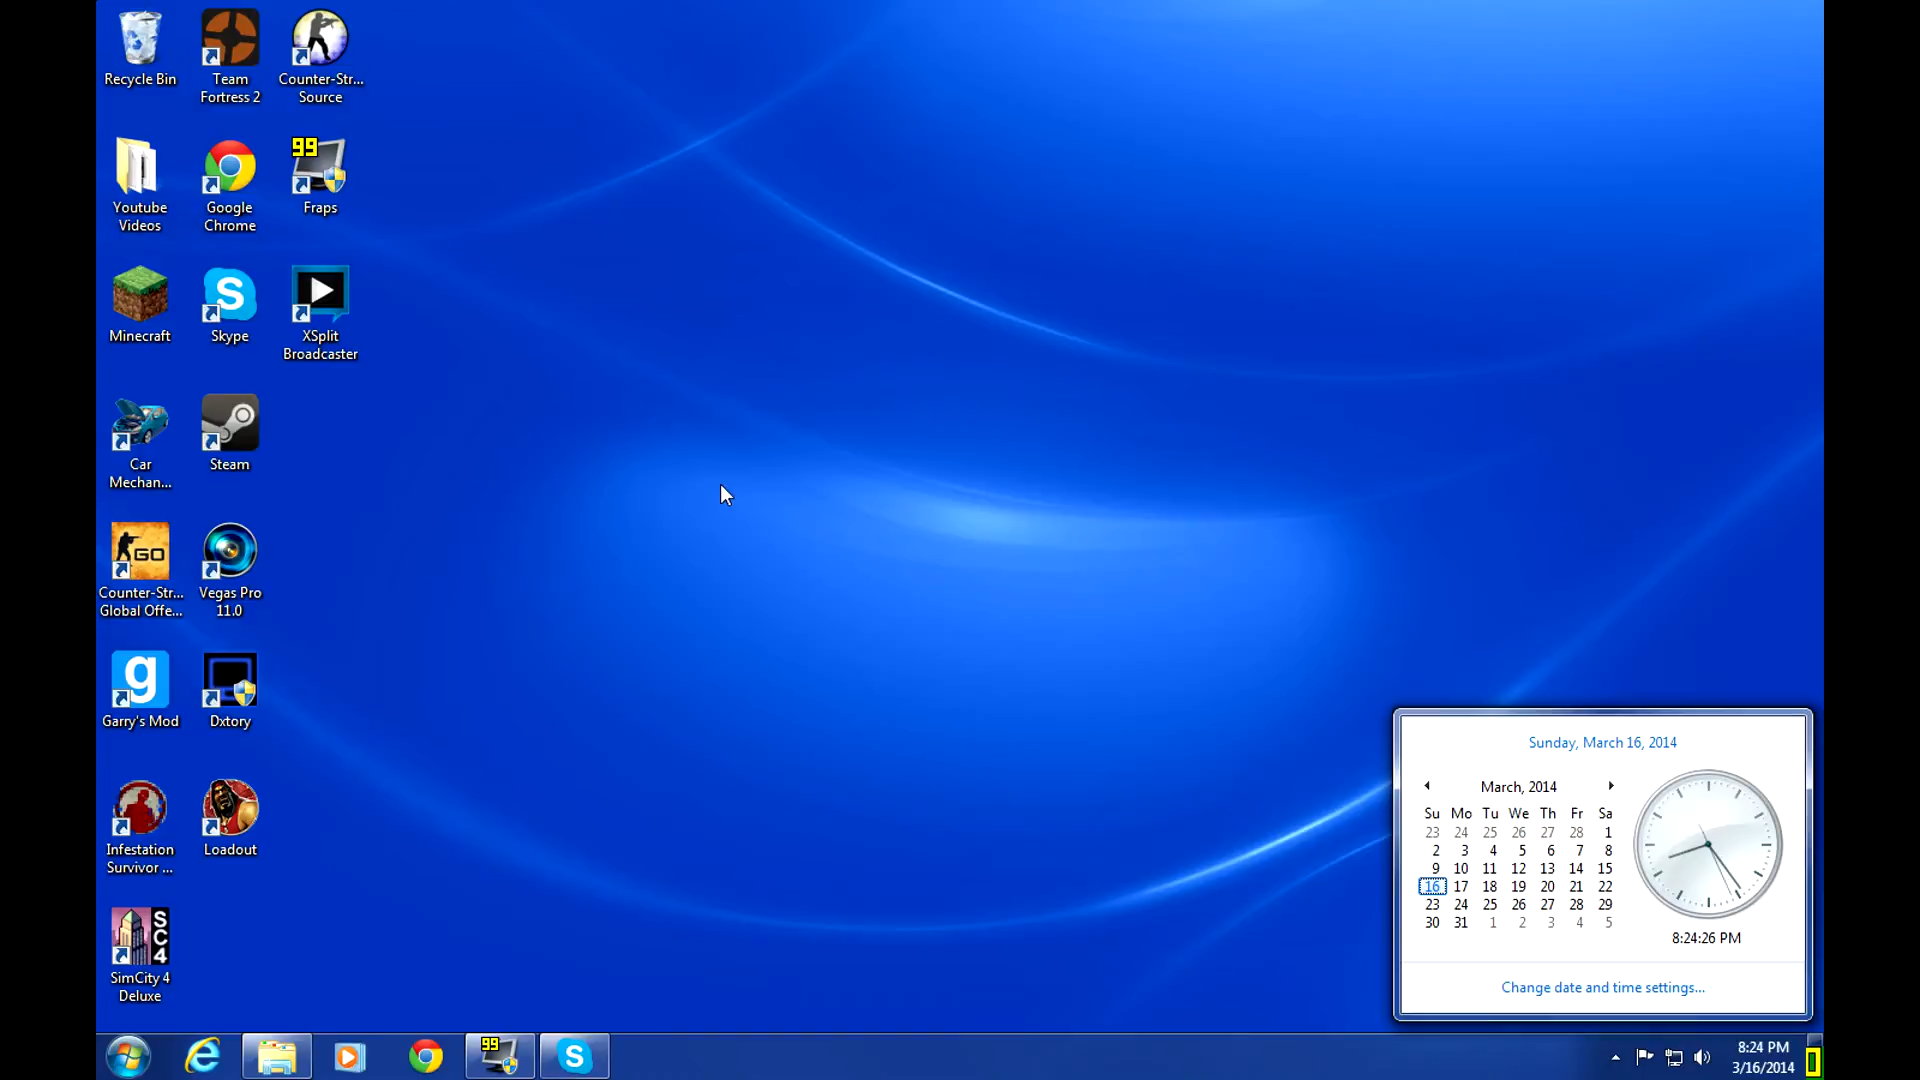 Recycle Bin
Team
Fortress 2
Counter-Str...
Source
99
Youtube
Videos
Google
Chrome
Fraps
Minecraft
S
Skype
XSplit
Broadcaster
Car
Mechan...
Steam
GO
Counter-Str...
Global Offe...
Vegas Pro
11.0
g
Garry's Mod
Dxtory
Infestation
Survivor ...
Loadout
SC4
SimCity 4
Deluxe
Sunday, March 16, 2014
March, 2014
Su Mo Tu We Th Fr Sa
23 24 25 26 27 28 1
2 3 4 5 6 7 8
9 10 11 12 13 14 15
16 17 18 19 20 21 22
23 24 25 26 27 28 29
30 31 1 2 3 4 5
8:24:26 PM
Change date and time settings...
99
S
8:24 PM
3/16/2014
0